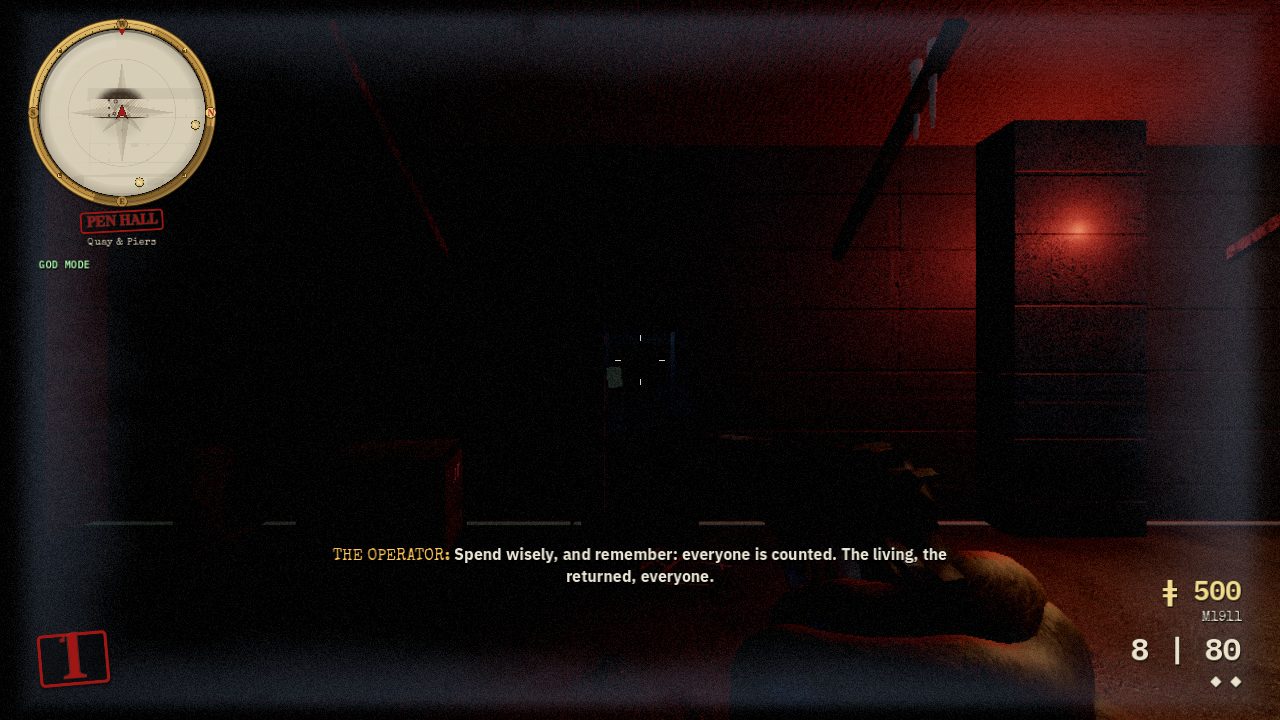 W
S
N
E
PEN HALL
Quay & Piers
GOD MODE
THE OPERATOR: Spend wisely, and remember: everyone is counted. The living, the
returned, everyone.
1
ǂ 500
M1911
8 | 80